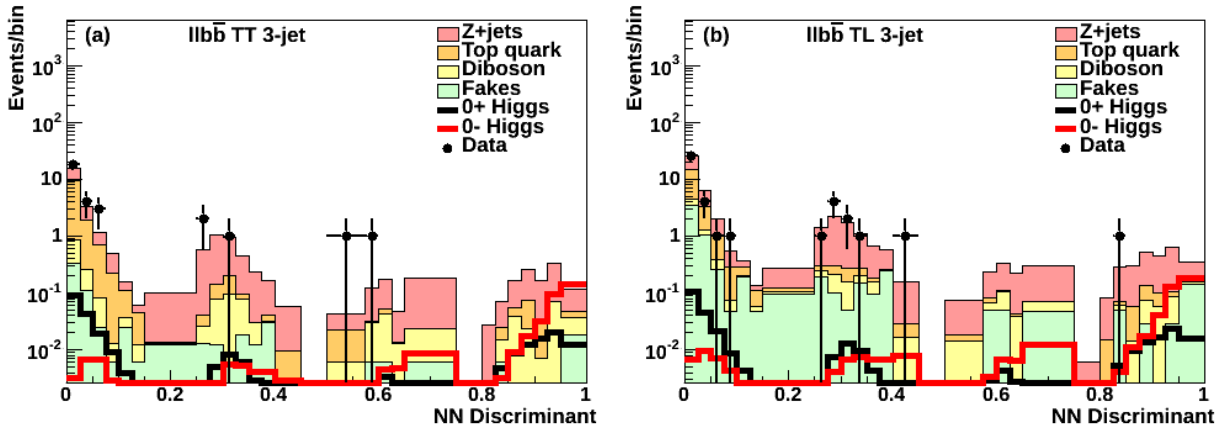 (a) llbb̄ TT 3-jet
Events/bin
Z+jets
Top quark
Diboson
Fakes
0+ Higgs
0- Higgs
Data
10³
10²
10
1
10⁻¹
10⁻²
0 0.2 0.4 0.6 0.8 1
NN Discriminant
(b) llbb̄ TL 3-jet
Events/bin
Z+jets
Top quark
Diboson
Fakes
0+ Higgs
0- Higgs
Data
10³
10²
10
1
10⁻¹
10⁻²
0 0.2 0.4 0.6 0.8 1
NN Discriminant